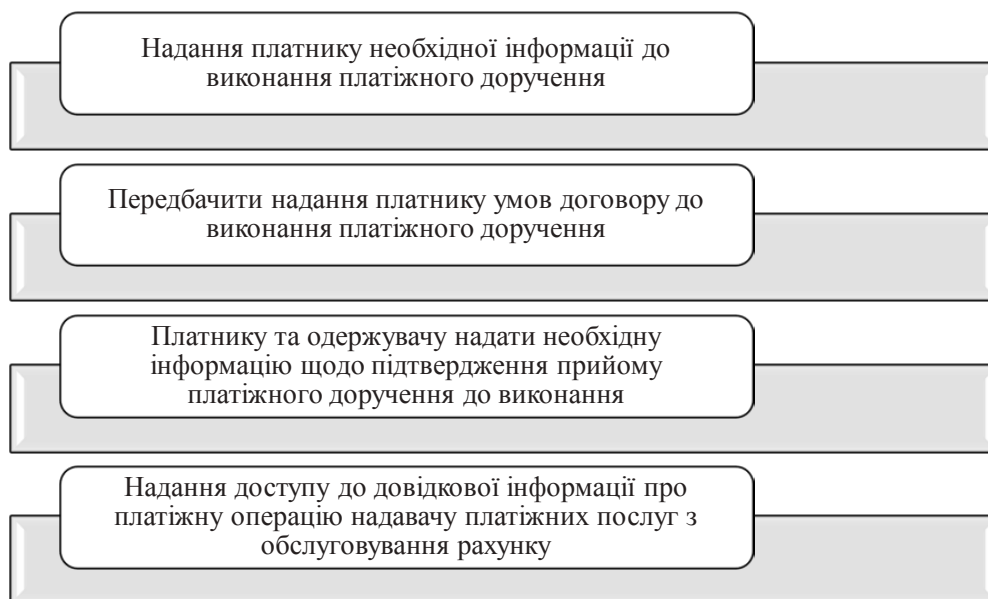 Надання платнику необхідної інформації до
виконання платіжного доручення
Передбачити надання платнику умов договору до
виконання платіжного доручення
Платнику та одержувачу надати необхідну
інформацію щодо підтвердження прийому
платіжного доручення до виконання
Надання доступу до довідкової інформації про
платіжну операцію надавачу платіжних послуг з
обслуговування рахунку